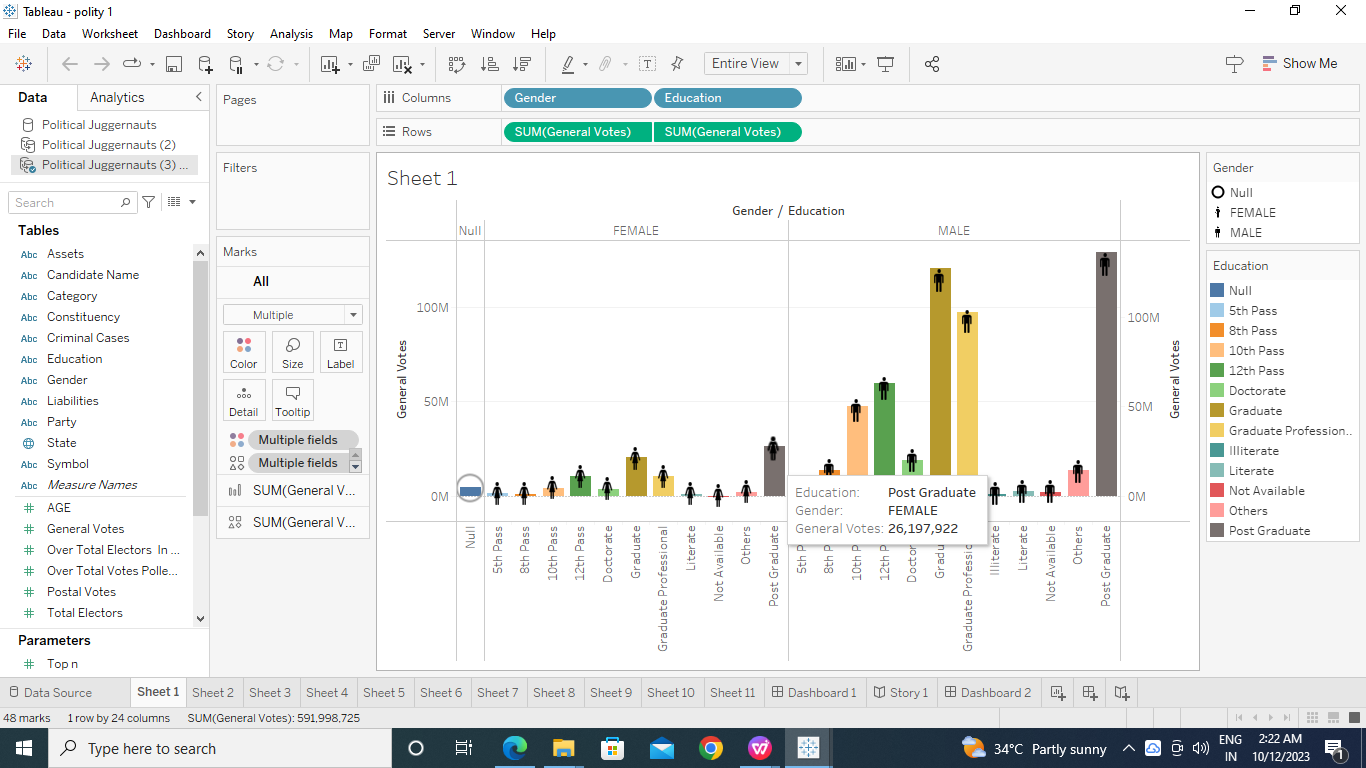 Tableau - polity 1
File Data Worksheet Dashboard Story Analysis Map Format Server Window Help
Entire View
Show Me
Data Analytics
Political Juggernauts
Political Juggernauts (2)
Political Juggernauts (3) ...
Search
Tables
Abc Assets
Abc Candidate Name
Abc Category
Abc Constituency
Abc Criminal Cases
Abc Education
Abc Gender
Abc Liabilities
Abc Party
State
Abc Symbol
Abc Measure Names
AGE
General Votes
Over Total Electors In ...
Over Total Votes Polle...
Postal Votes
Total Electors
Parameters
Top n
Pages
Filters
Marks
All
Multiple
Color Size Label
Detail Tooltip
Multiple fields
Multiple fields
SUM(General V...
SUM(General V...
Columns Gender Education
Rows SUM(General Votes) SUM(General Votes)
Sheet 1
Gender / Education
Null FEMALE MALE
General Votes
100M
50M
0M
100M
50M
0M
General Votes
Education: Post Graduate
Gender: FEMALE
General Votes: 26,197,922
Null
5th Pass
8th Pass
10th Pass
12th Pass
Doctorate
Graduate
Graduate Professional
Literate
Not Available
Others
Post Graduate
5th P
8th Pa
10th Pa
12th P
Doctor
Grad
Graduate Profes
Illiterate
Literate
Not Available
Others
Post Graduate
Gender
Null
FEMALE
MALE
Education
Null
5th Pass
8th Pass
10th Pass
12th Pass
Doctorate
Graduate
Graduate Profession..
Illiterate
Literate
Not Available
Others
Post Graduate
Data Source Sheet 1 Sheet 2 Sheet 3 Sheet 4 Sheet 5 Sheet 6 Sheet 7 Sheet 8 Sheet 9 Sheet 10 Sheet 11 Dashboard 1 Story 1 Dashboard 2
48 marks 1 row by 24 columns SUM(General Votes): 591,998,725
Type here to search
34°C Partly sunny
ENG
IN
2:22 AM
10/12/2023
1